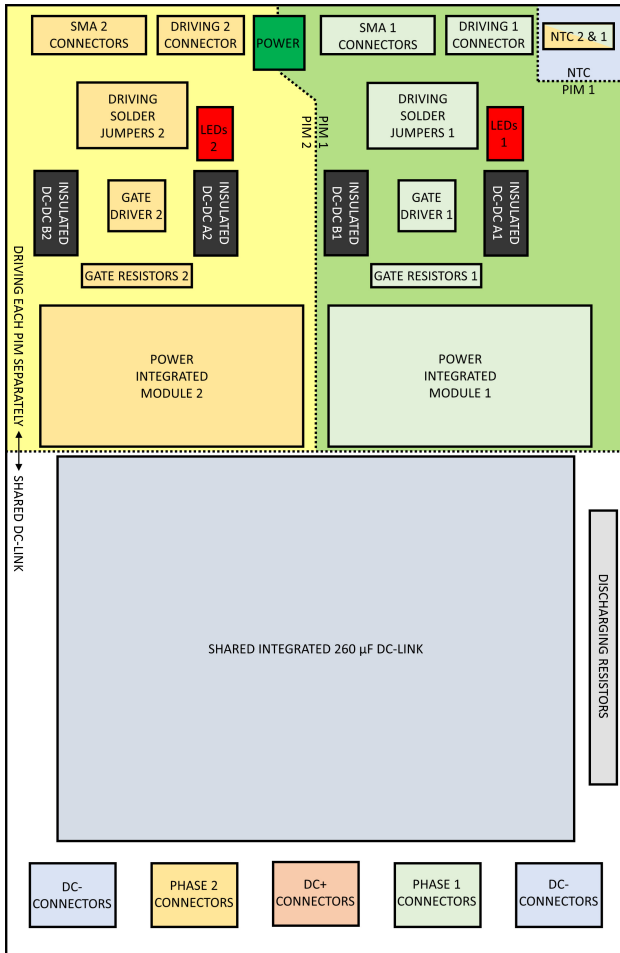 SMA 2
CONNECTORS
DRIVING 2
CONNECTOR
POWER
SMA 1
CONNECTORS
DRIVING 1
CONNECTOR
NTC 2 & 1
NTC
PIM 1
DRIVING
SOLDER
JUMPERS 2
LEDs
2
PIM 1
PIM 2
DRIVING
SOLDER
JUMPERS 1
LEDs
1
INSULATED
DC-DC B2
GATE
DRIVER 2
INSULATED
DC-DC A2
INSULATED
DC-DC B1
GATE
DRIVER 1
INSULATED
DC-DC A1
GATE RESISTORS 2
GATE RESISTORS 1
POWER
INTEGRATED
MODULE 2
POWER
INTEGRATED
MODULE 1
DRIVING EACH PIM SEPARATELY
SHARED DC-LINK
SHARED INTEGRATED 260 µF DC-LINK
DISCHARGING RESISTORS
DC-
CONNECTORS
PHASE 2
CONNECTORS
DC+
CONNECTORS
PHASE 1
CONNECTORS
DC-
CONNECTORS